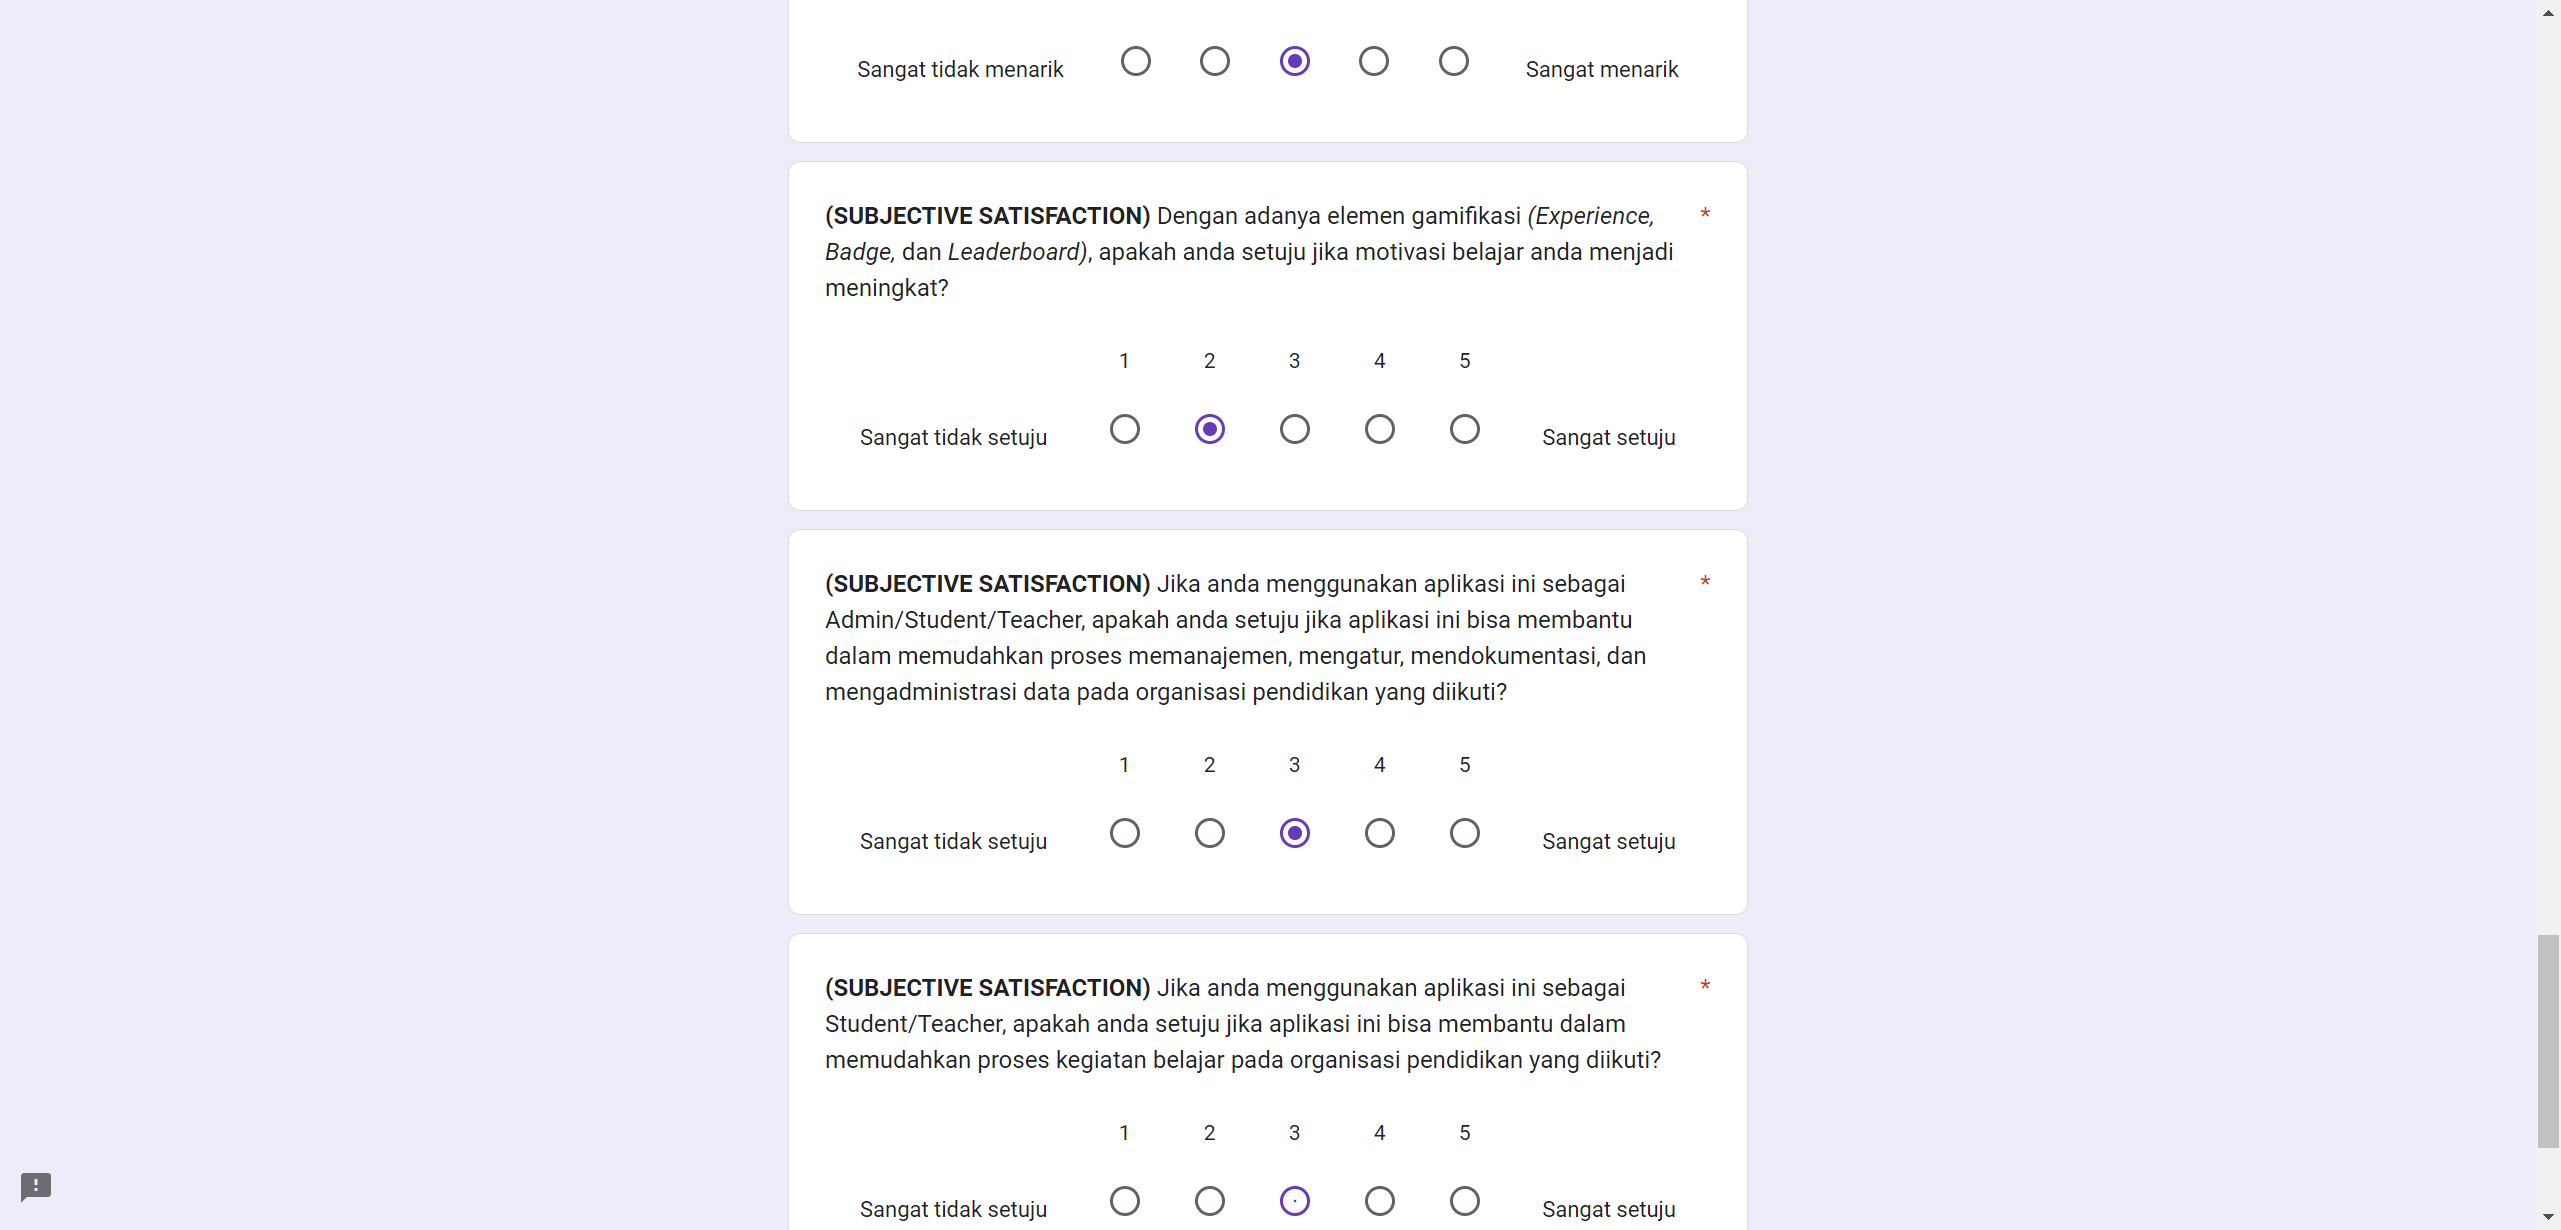 Sangat tidak menarik Sangat menarik
(SUBJECTIVE SATISFACTION) Dengan adanya elemen gamifikasi (Experience, *
Badge, dan Leaderboard), apakah anda setuju jika motivasi belajar anda menjadi
meningkat?
1 2 3 4 5
Sangat tidak setuju Sangat setuju
(SUBJECTIVE SATISFACTION) Jika anda menggunakan aplikasi ini sebagai *
Admin/Student/Teacher, apakah anda setuju jika aplikasi ini bisa membantu
dalam memudahkan proses memanajemen, mengatur, mendokumentasi, dan
mengadministrasi data pada organisasi pendidikan yang diikuti?
1 2 3 4 5
Sangat tidak setuju Sangat setuju
(SUBJECTIVE SATISFACTION) Jika anda menggunakan aplikasi ini sebagai *
Student/Teacher, apakah anda setuju jika aplikasi ini bisa membantu dalam
memudahkan proses kegiatan belajar pada organisasi pendidikan yang diikuti?
1 2 3 4 5
Sangat tidak setuju Sangat setuju